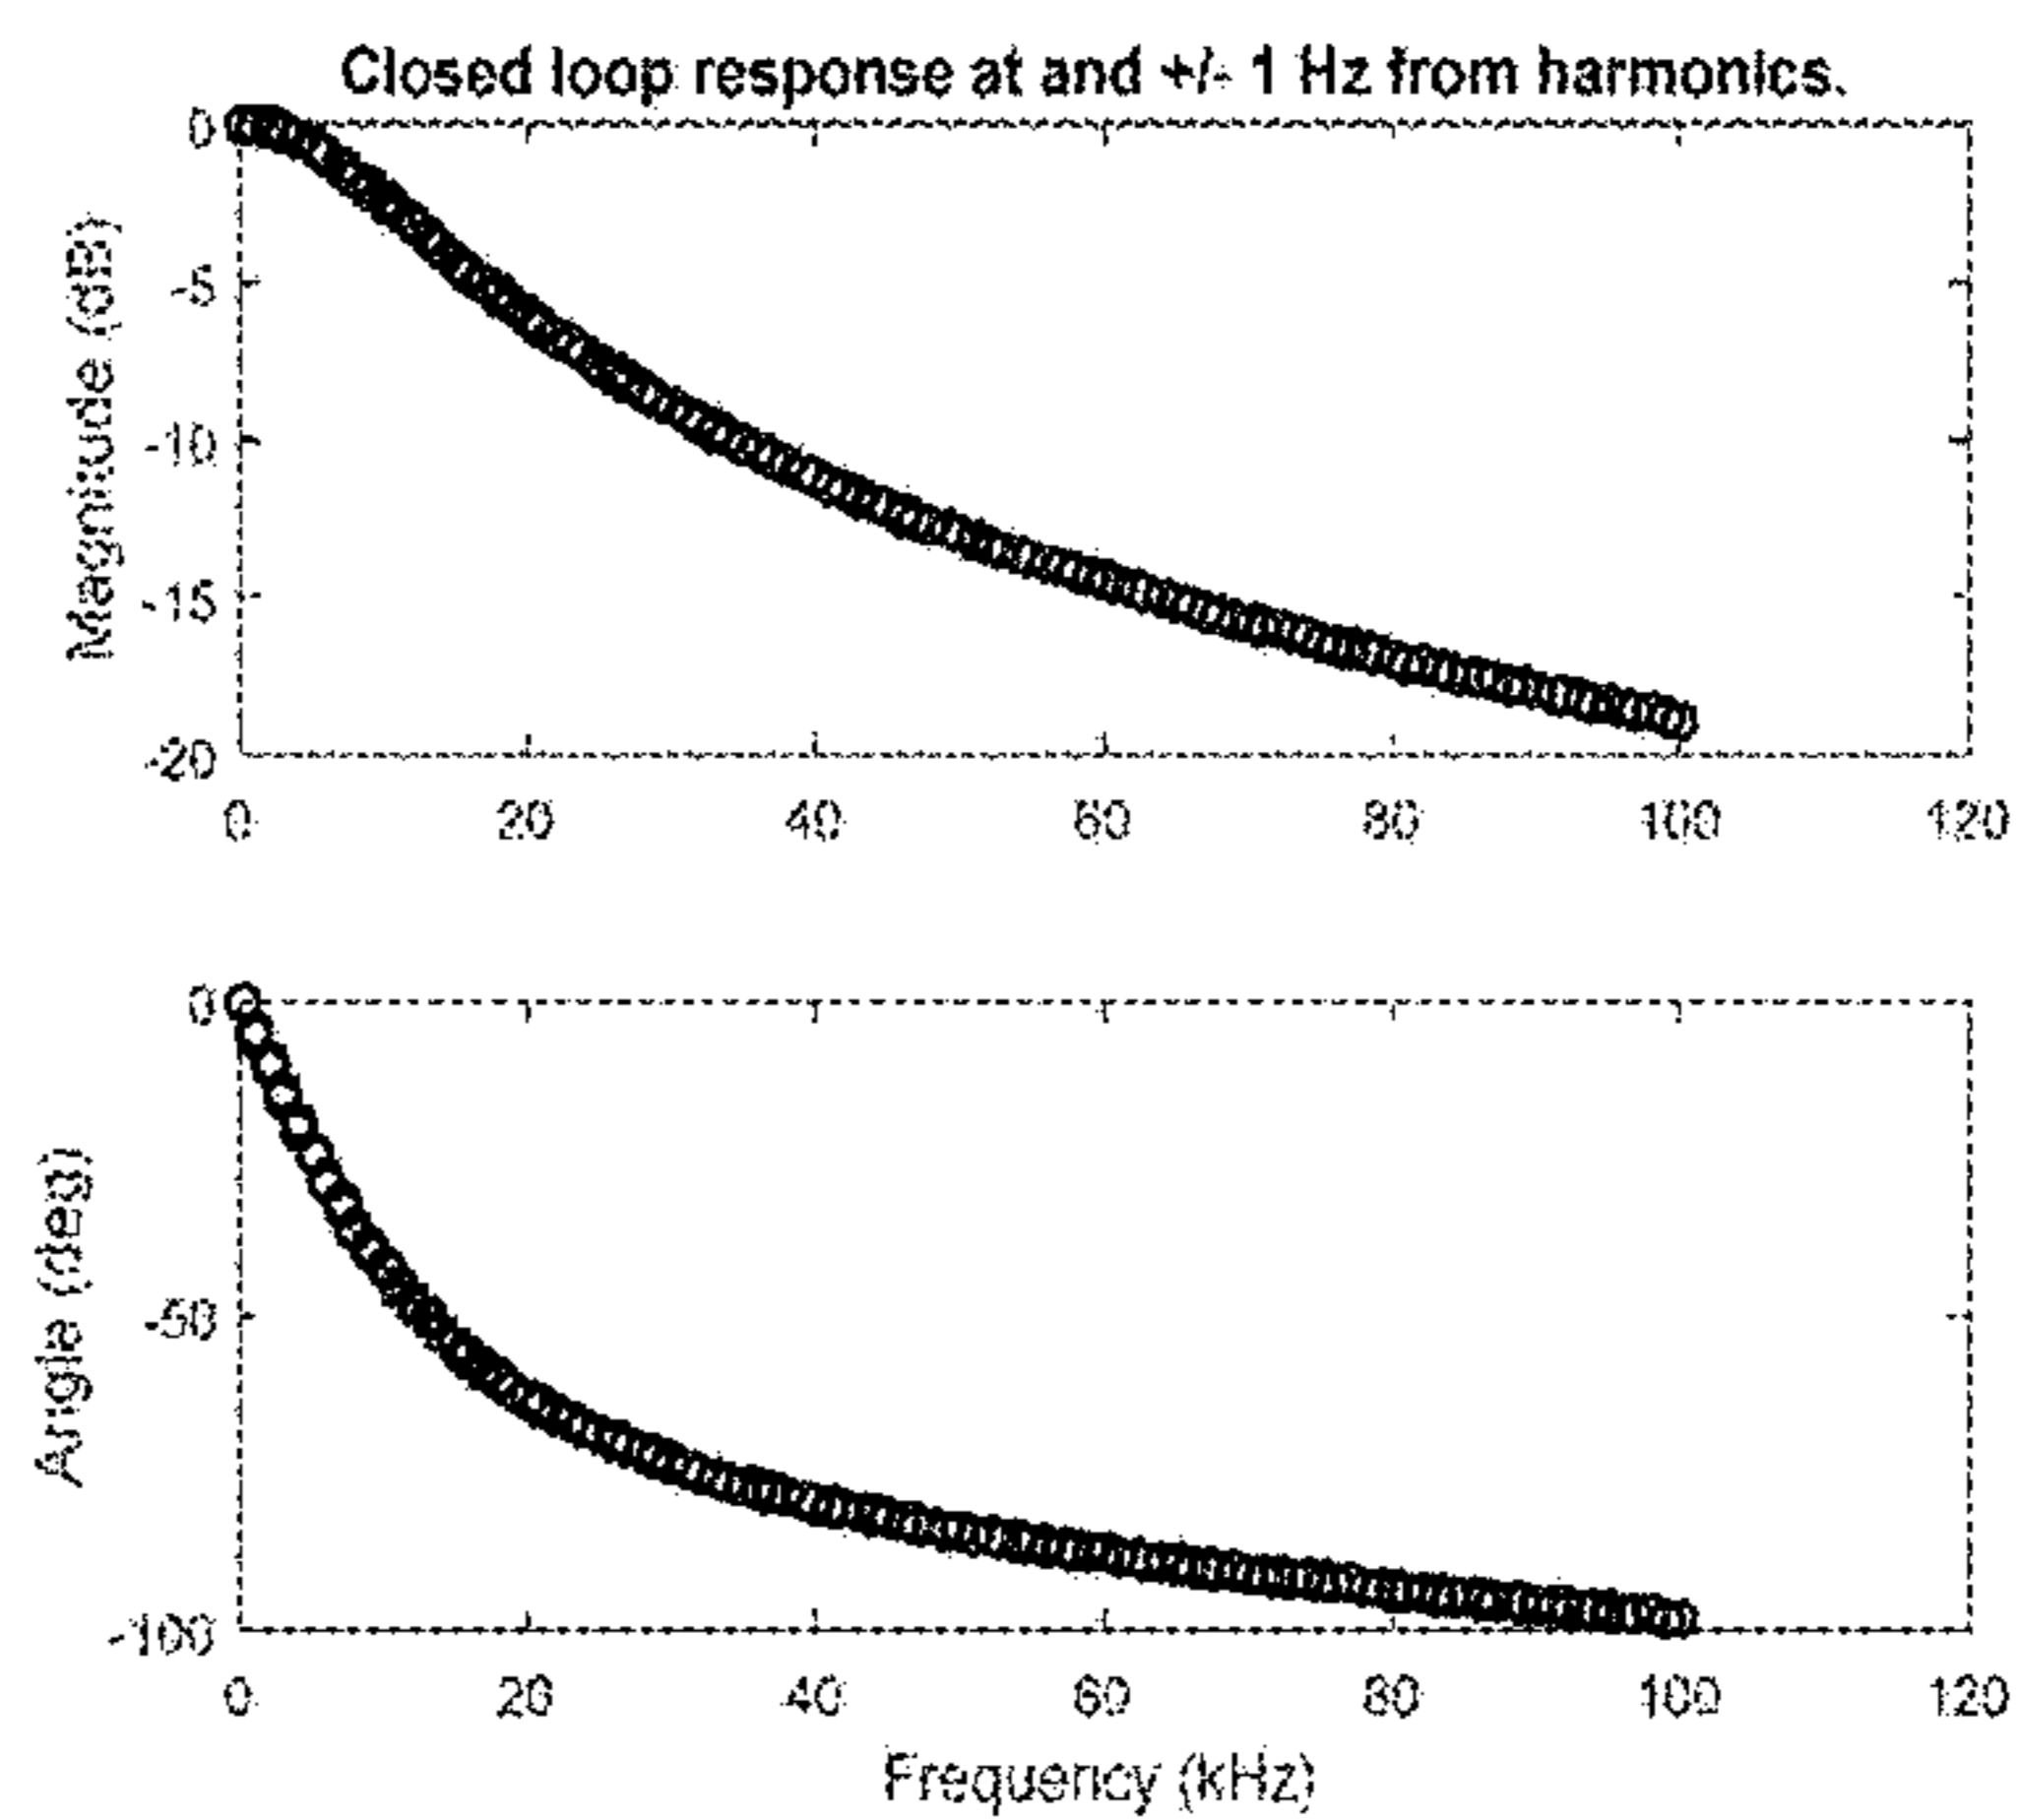 Closed loop response at and +/- 1 Hz from harmonics.
Magnitude (dB)
0
-5
-10
-15
-20
0 20 40 60 80 100 120
Angle (deg)
0
-50
-100
0 20 40 60 80 100 120
Frequency (kHz)